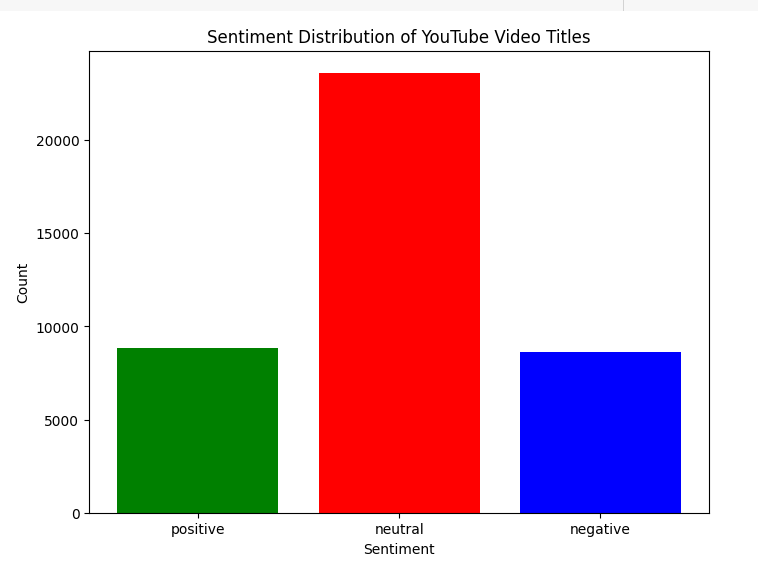 Sentiment Distribution of YouTube Video Titles
20000
15000
10000
5000
0
Count
positive neutral negative
Sentiment